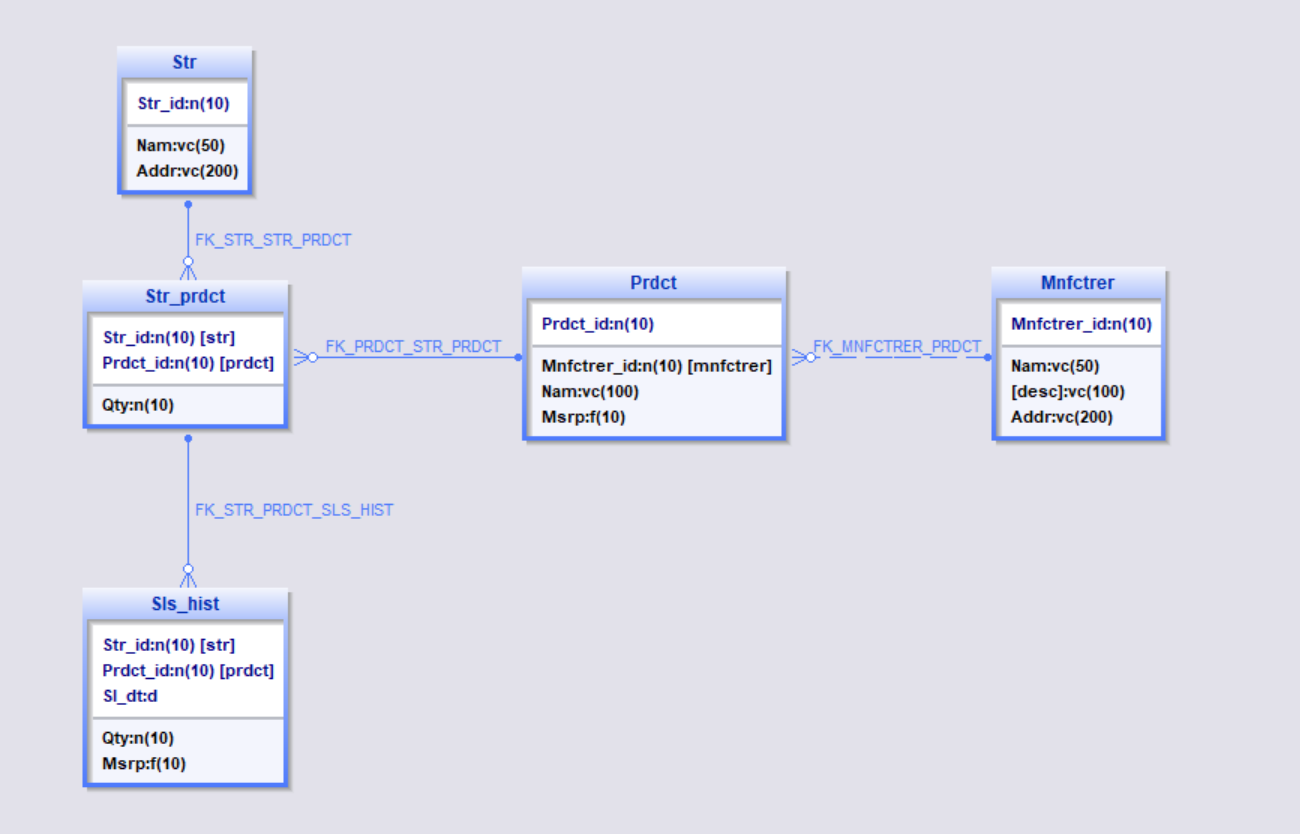 Str
Str_id:n(10)
Nam:vc(50)
Addr:vc(200)
FK_STR_STR_PRDCT
Str_prdct
Str_id:n(10) [str]
Prdct_id:n(10) [prdct]
Qty:n(10)
FK_PRDCT_STR_PRDCT
Prdct
Prdct_id:n(10)
Mnfctrer_id:n(10) [mnfctrer]
Nam:vc(100)
Msrp:f(10)
FK_MNFCTRER_PRDCT
Mnfctrer
Mnfctrer_id:n(10)
Nam:vc(50)
[desc]:vc(100)
Addr:vc(200)
FK_STR_PRDCT_SLS_HIST
Sls_hist
Str_id:n(10) [str]
Prdct_id:n(10) [prdct]
Sl_dt:d
Qty:n(10)
Msrp:f(10)